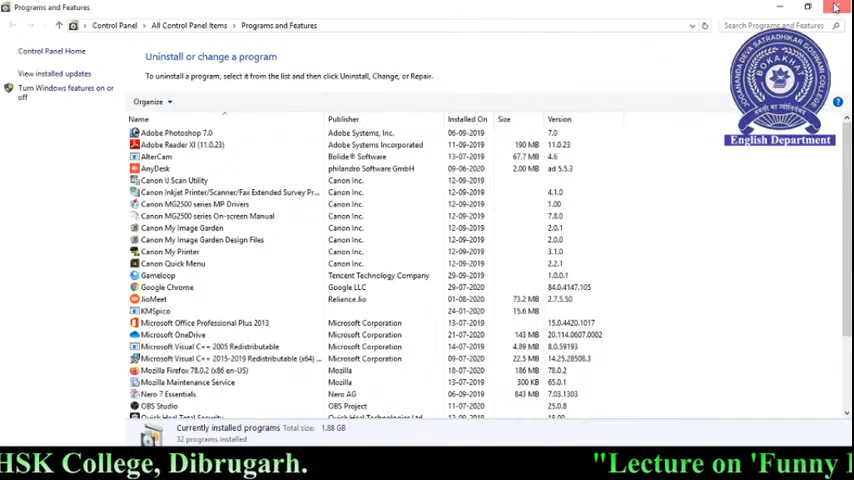 Programs and Features
Control Panel
All Control Panel Items
Programs and Features
Search Programs and Features
Control Panel Home
View installed updates
Turn Windows features on or off
Uninstall or change a program
To uninstall a program, select it from the list and then click Uninstall, Change, or Repair.
Organize
Name Publisher Installed On Size Version
Adobe Photoshop 7.0 Adobe Systems, Inc. 06-09-2019 7.0
Adobe Reader XI (11.0.23) Adobe Systems Incorporated 11-09-2019 190 MB 11.0.23
AlterCam Bolide® Software 13-07-2019 67.7 MB 4.6
AnyDesk philandro Software GmbH 09-06-2020 2.00 MB ad 5.5.3
Canon IJ Scan Utility Canon Inc. 12-09-2019
Canon Inkjet Printer/Scanner/Fax Extended Survey Pr... Canon Inc. 12-09-2019 4.1.0
Canon MG2500 series MP Drivers Canon Inc. 12-09-2019 1.00
Canon MG2500 series On-screen Manual Canon Inc. 12-09-2019 7.8.0
Canon My Image Garden Canon Inc. 12-09-2019 2.0.1
Canon My Image Garden Design Files Canon Inc. 12-09-2019 2.0.0
Canon My Printer Canon Inc. 12-09-2019 3.1.0
Canon Quick Menu Canon Inc. 12-09-2019 2.2.1
Gameloop Tencent Technology Company 29-09-2019 1.0.0.1
Google Chrome Google LLC 29-07-2020 84.0.4147.105
JioMeet Reliance Jio 01-08-2020 73.2 MB 2.7.5.50
KMSpico 24-01-2020 15.6 MB
Microsoft Office Professional Plus 2013 Microsoft Corporation 13-07-2019 15.0.4420.1017
Microsoft OneDrive Microsoft Corporation 21-07-2020 143 MB 20.114.0607.0002
Microsoft Visual C++ 2005 Redistributable Microsoft Corporation 14-07-2019 4.89 MB 8.0.59193
Microsoft Visual C++ 2015-2019 Redistributable (x64) ... Microsoft Corporation 09-07-2020 22.5 MB 14.25.28508.3
Mozilla Firefox 78.0.2 (x86 en-US) Mozilla 18-07-2020 186 MB 78.0.2
Mozilla Maintenance Service Mozilla 13-07-2019 300 KB 65.0.1
Nero 7 Essentials Nero AG 06-09-2019 843 MB 7.03.1303
OBS Studio OBS Project 11-07-2020 25.0.8
Quick Heal Total Security Quick Heal Technologies Ltd.
Currently installed programs Total size: 1.88 GB
32 programs installed
JOGANANDA DEVA SATRADHIKAR GOSWAMI COLLEGE
BOKAKHAT
English Department
HSK College, Dibrugarh. "Lecture on 'Funny